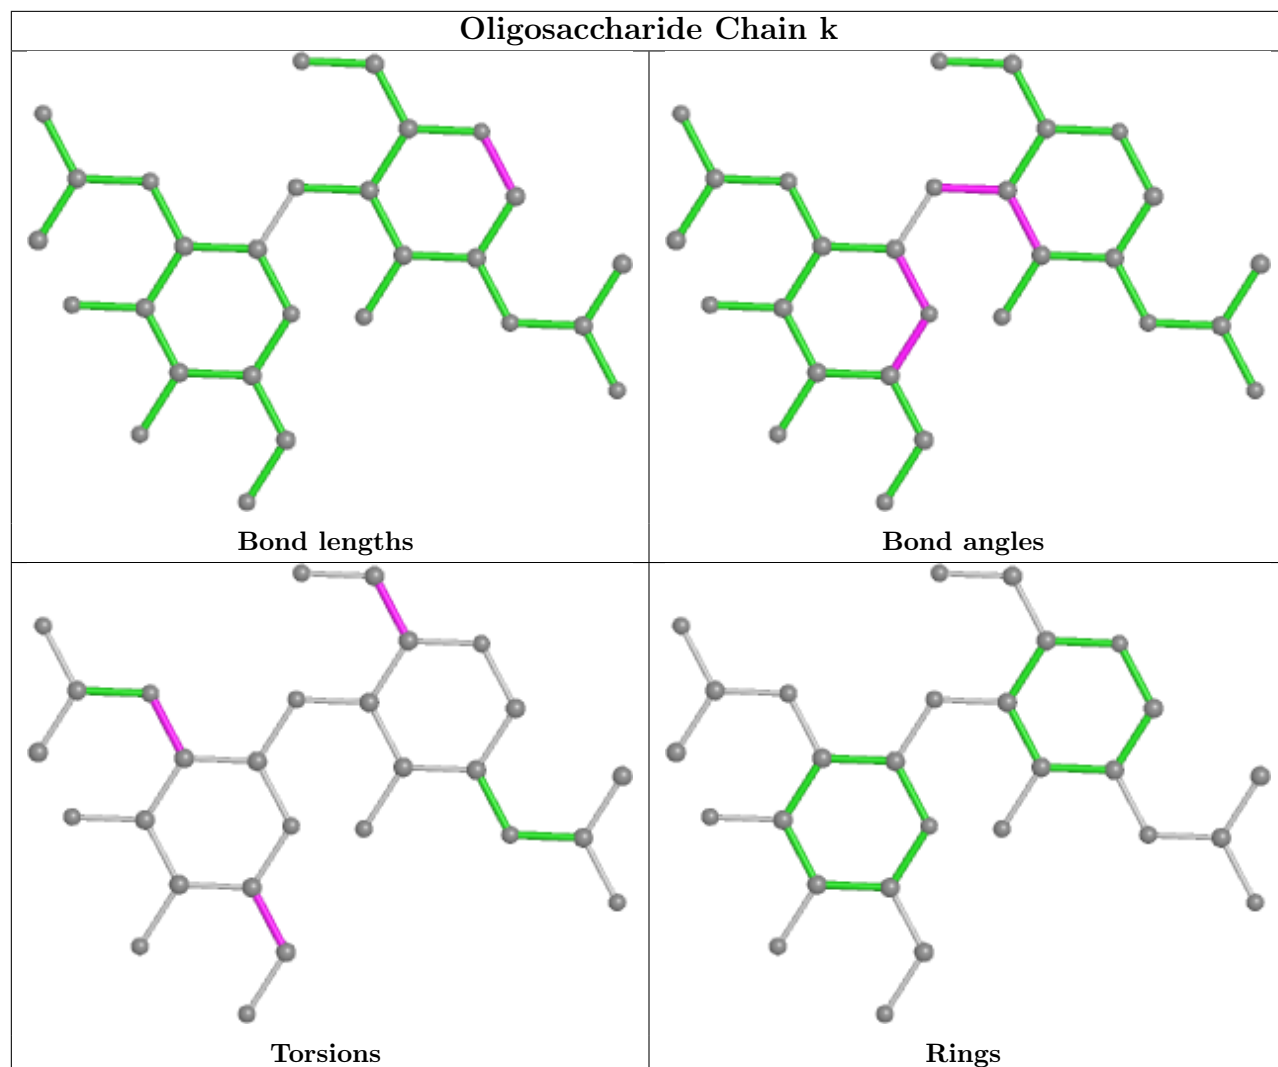 Oligosaccharide Chain k
Bond lengths
Bond angles
Torsions
Rings